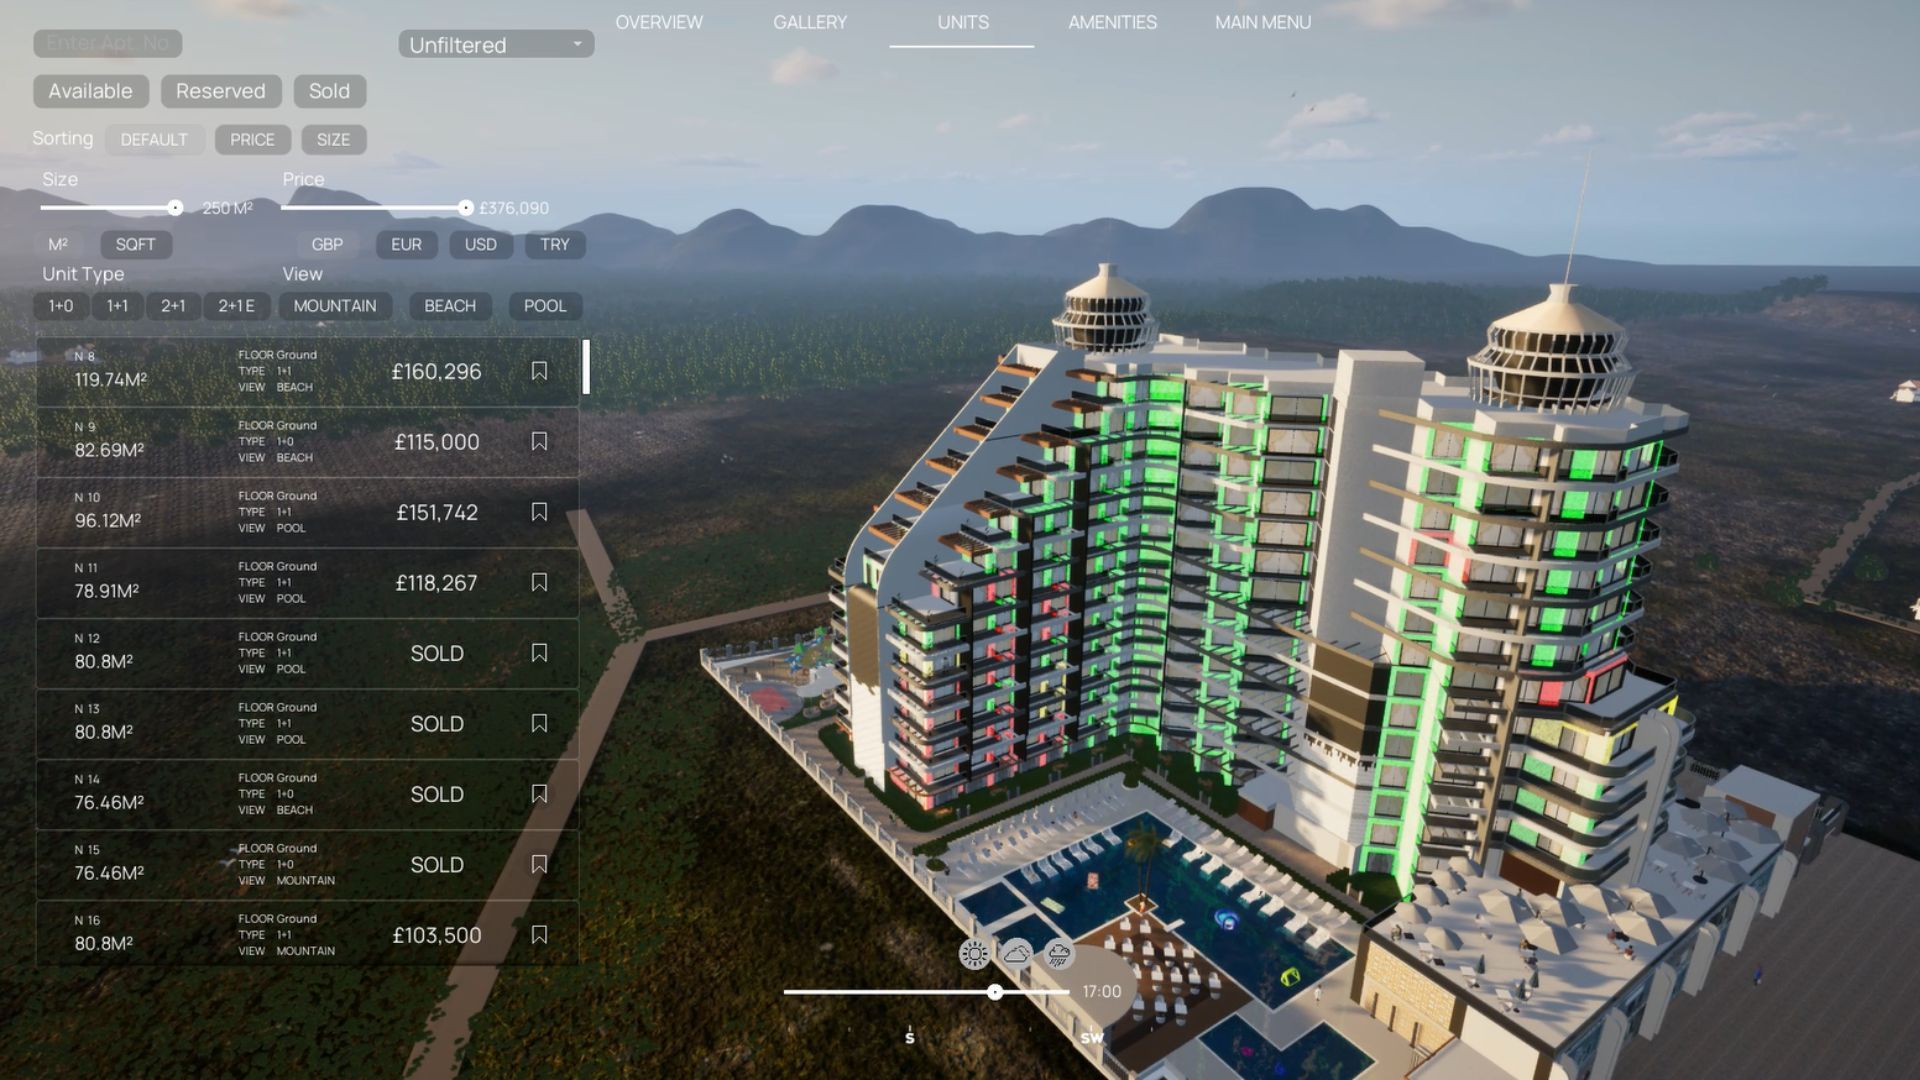 OVERVIEW
GALLERY
UNITS
AMENITIES
MAIN MENU
Enter Apt. No
Unfiltered
Available
Reserved
Sold
Sorting
DEFAULT
PRICE
SIZE
Size
Price
250 M²
£376,090
M²
SQFT
GBP
EUR
USD
TRY
Unit Type
View
1+0
1+1
2+1
2+1 E
MOUNTAIN
BEACH
POOL
N 8
119.74M²
FLOOR Ground
TYPE 1+1
VIEW BEACH
£160,296
N 9
82.69M²
FLOOR Ground
TYPE 1+0
VIEW BEACH
£115,000
N 10
96.12M²
FLOOR Ground
TYPE 1+1
VIEW POOL
£151,742
N 11
78.91M²
FLOOR Ground
TYPE 1+1
VIEW POOL
£118,267
N 12
80.8M²
FLOOR Ground
TYPE 1+1
VIEW POOL
SOLD
N 13
80.8M²
FLOOR Ground
TYPE 1+1
VIEW POOL
SOLD
N 14
76.46M²
FLOOR Ground
TYPE 1+0
VIEW BEACH
SOLD
N 15
76.46M²
FLOOR Ground
TYPE 1+0
VIEW MOUNTAIN
SOLD
N 16
80.8M²
FLOOR Ground
TYPE 1+1
VIEW MOUNTAIN
£103,500
17:00
S
SW